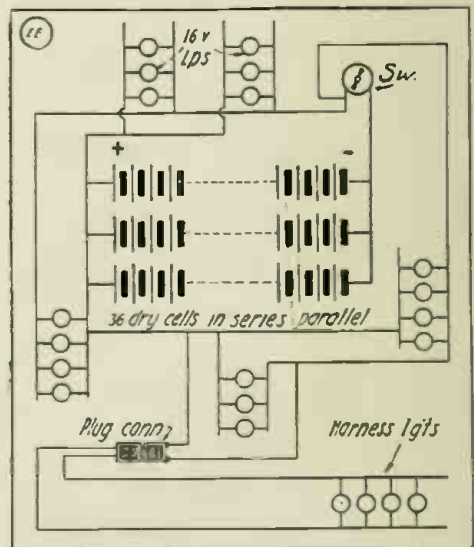 EE
16 v
Lps
Sw.
+ -
36 dry cells in series parallel
Plug conn,
Harness lgts